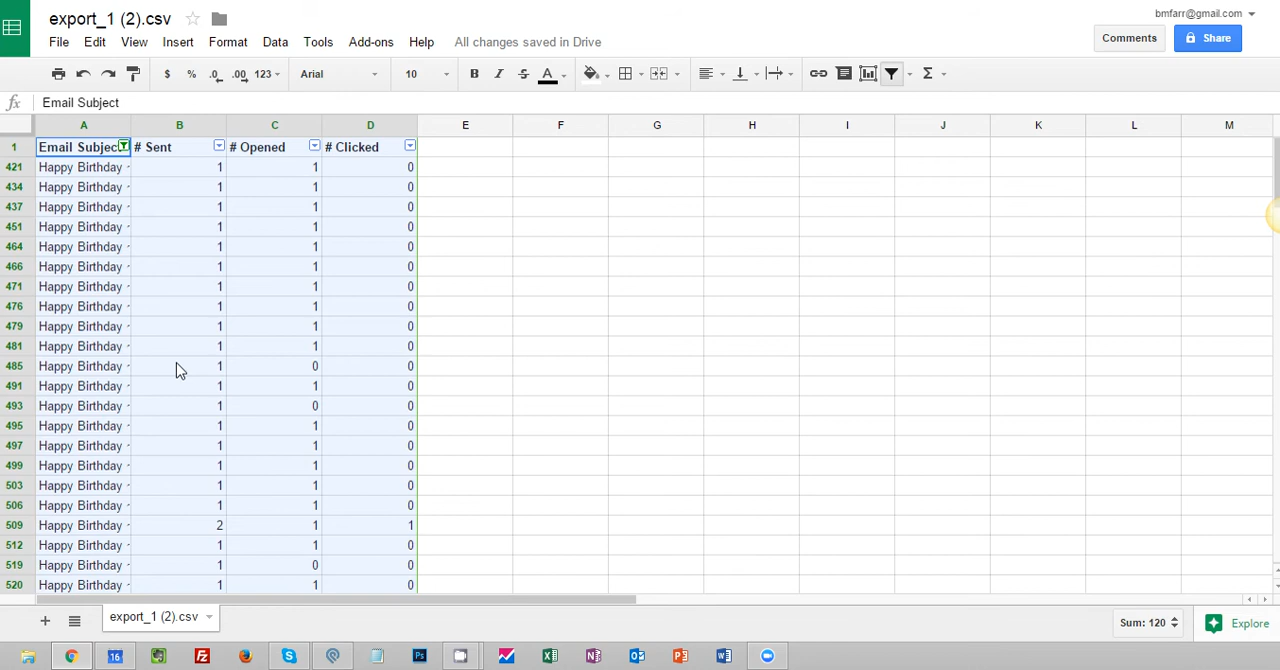 export_1 (2).csv
bmfarr@gmail.com
File Edit View Insert Format Data Tools Add-ons Help All changes saved in Drive
Comments Share
$ % .0 .00 123 Arial 10 B I S A Σ
fx Email Subject
A B C D E F G H I J K L M
1 Email Subjec # Sent # Opened # Clicked
421 Happy Birthday 1 1 0
434 Happy Birthday 1 1 0
437 Happy Birthday 1 1 0
451 Happy Birthday 1 1 0
464 Happy Birthday 1 1 0
466 Happy Birthday 1 1 0
471 Happy Birthday 1 1 0
476 Happy Birthday 1 1 0
479 Happy Birthday 1 1 0
481 Happy Birthday 1 1 0
485 Happy Birthday 1 0 0
491 Happy Birthday 1 1 0
493 Happy Birthday 1 0 0
495 Happy Birthday 1 1 0
497 Happy Birthday 1 1 0
499 Happy Birthday 1 1 0
503 Happy Birthday 1 1 0
506 Happy Birthday 1 1 0
509 Happy Birthday 2 1 1
512 Happy Birthday 1 1 0
519 Happy Birthday 1 0 0
520 Happy Birthday 1 1 0
+ export_1 (2).csv Sum: 120 Explore
16 Fz Ps X N O P W